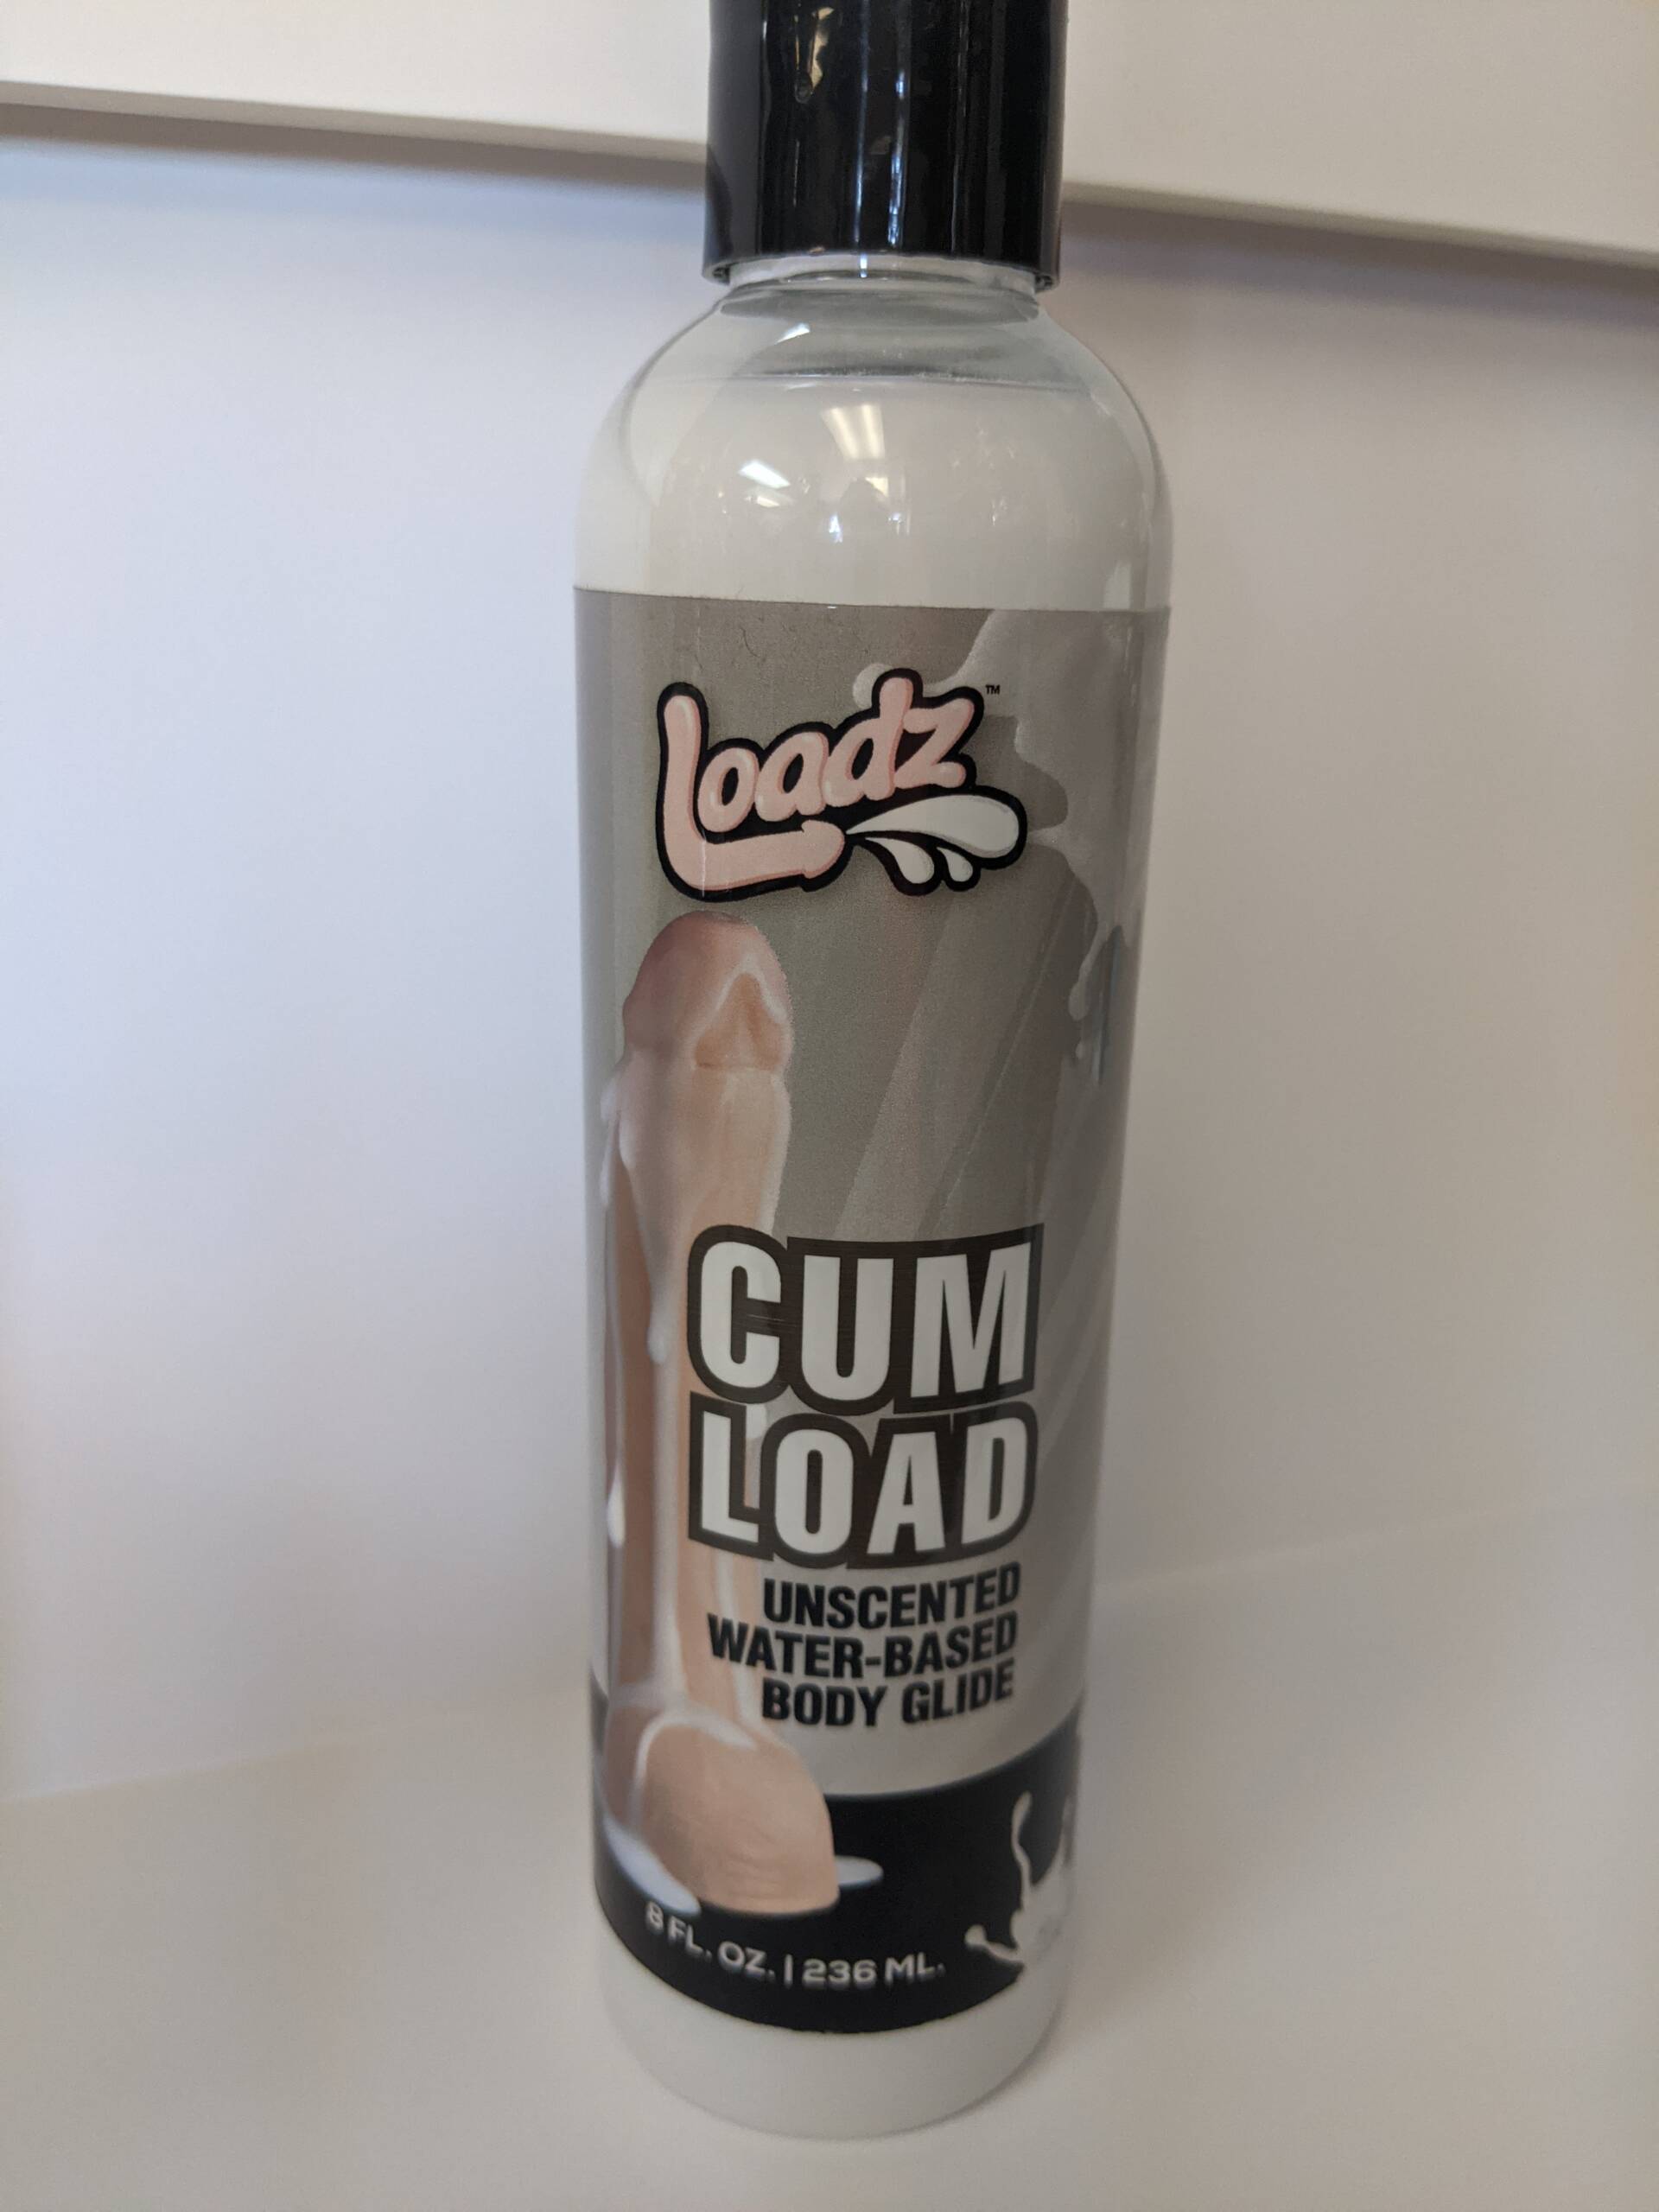 Loadz™
CUM
LOAD
UNSCENTED
WATER-BASED
BODY GLIDE
8 FL. OZ. | 236 ML.